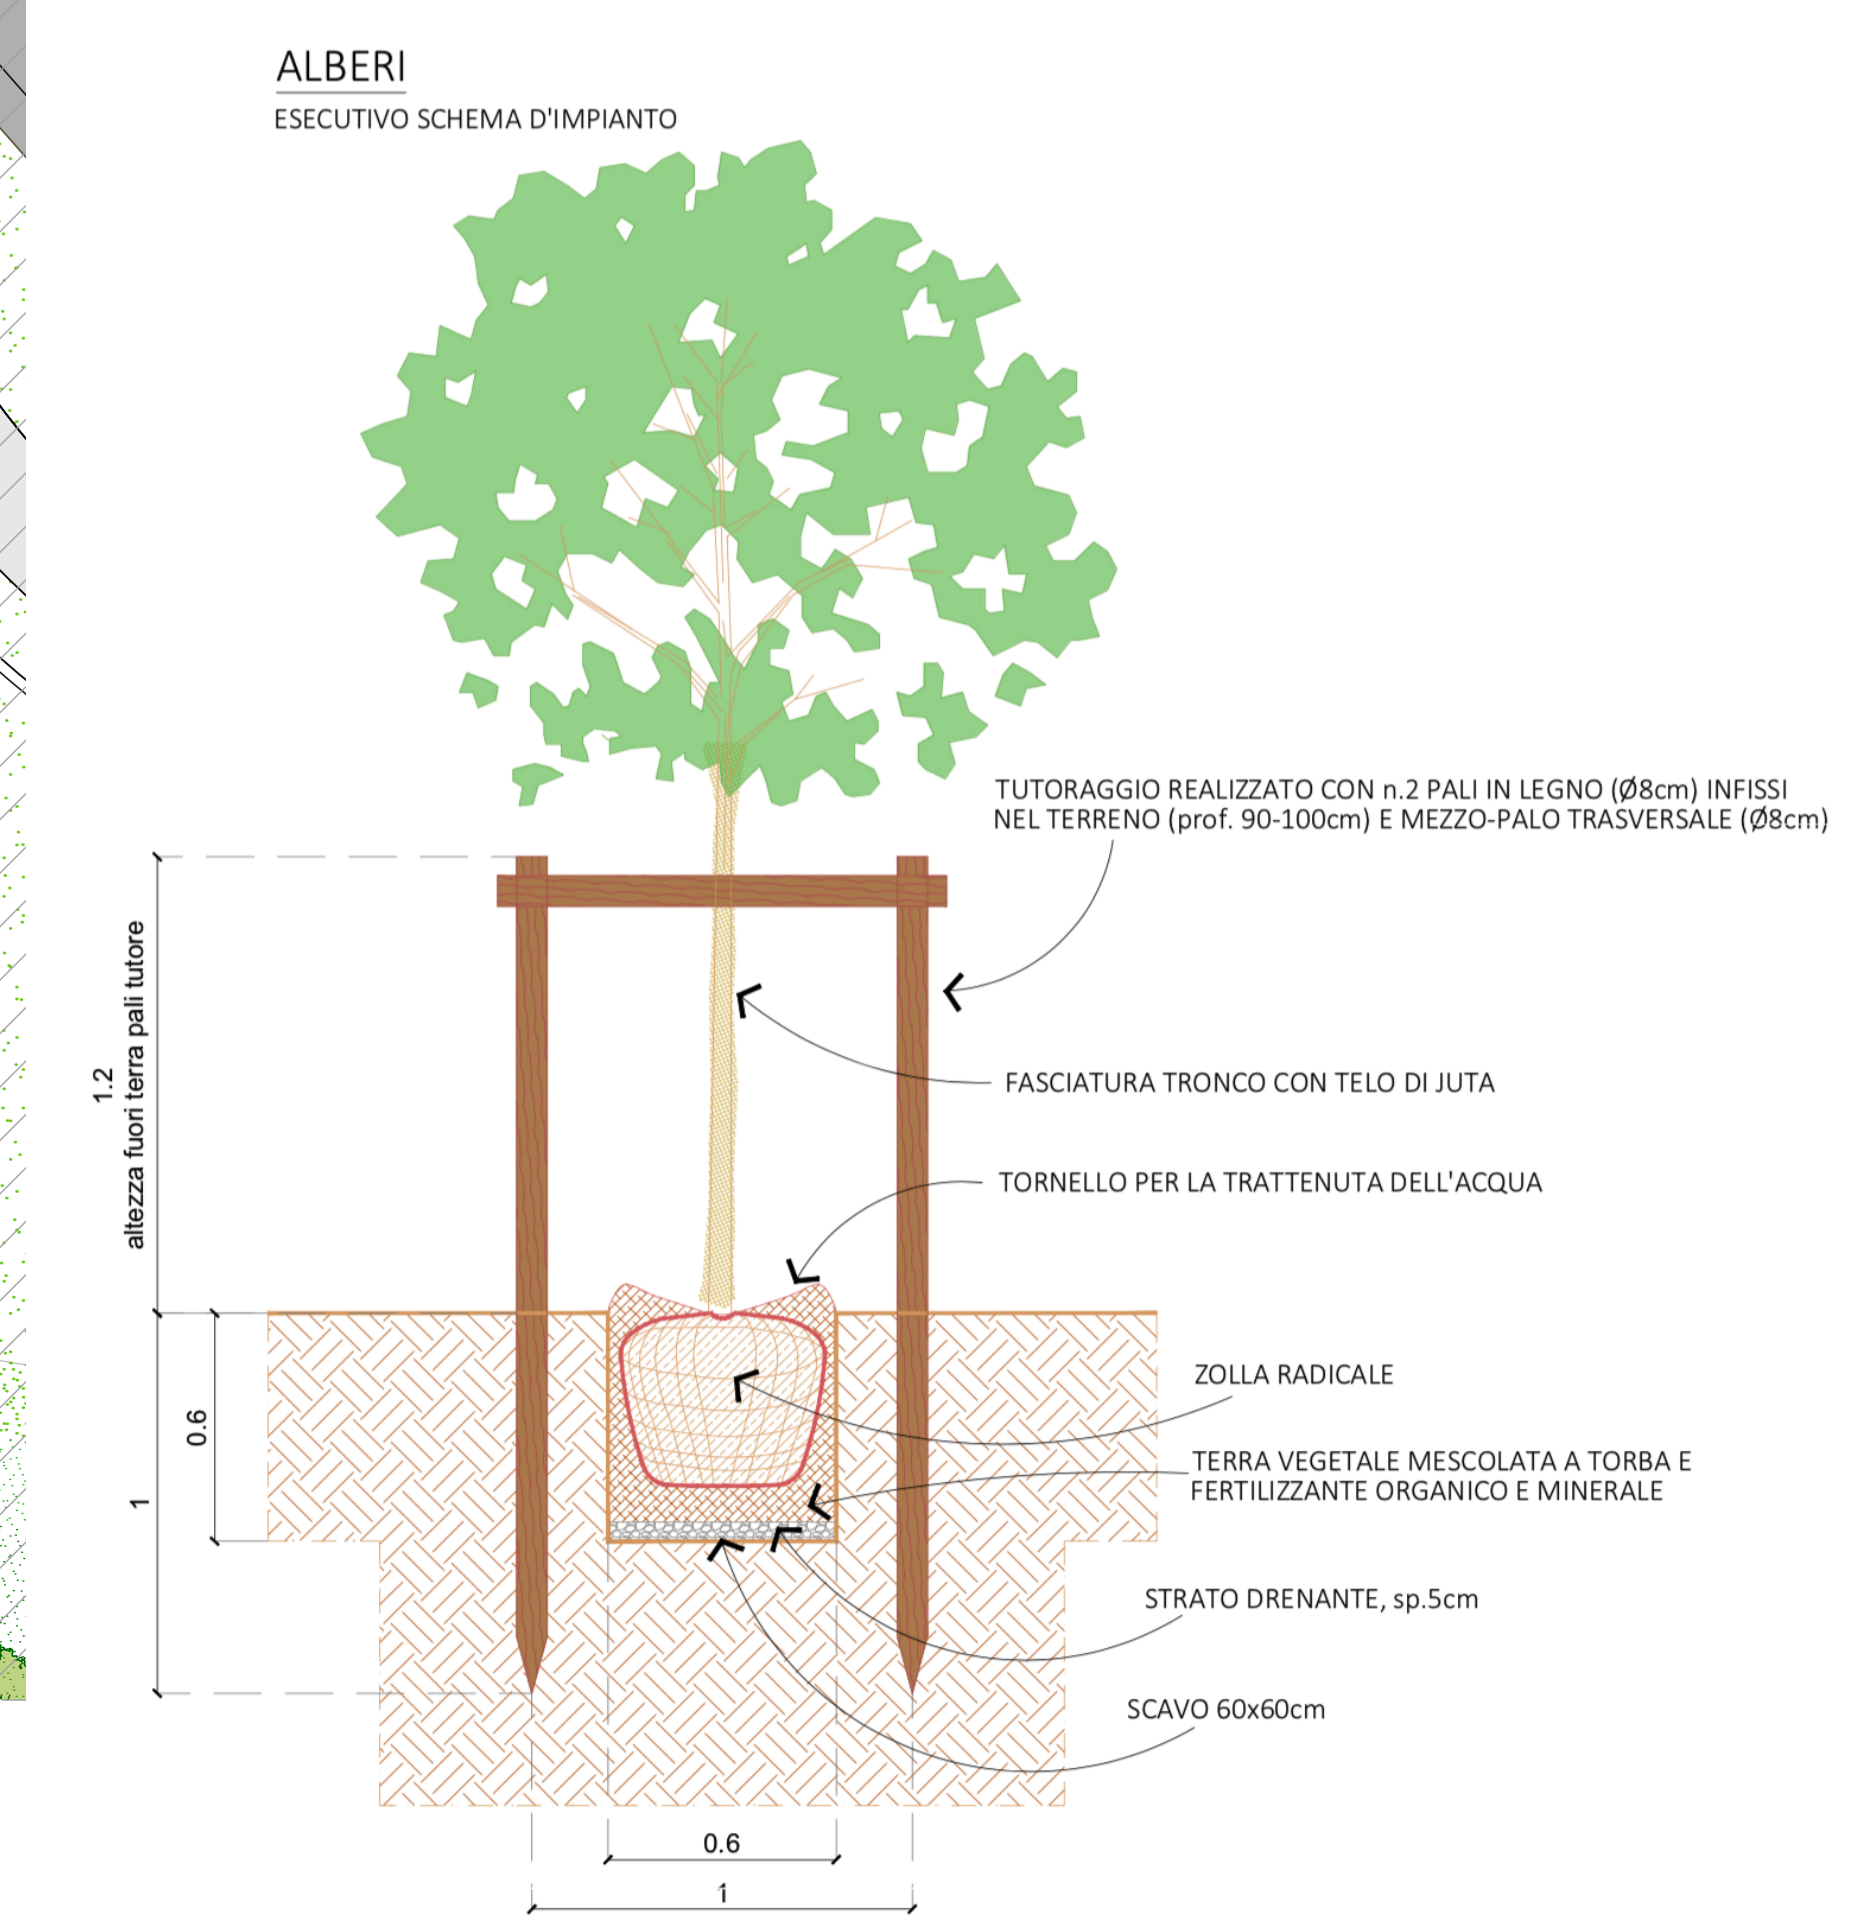 ALBERI
ESECUTIVO SCHEMA D'IMPIANTO
TUTORAGGIO REALIZZATO CON n.2 PALI IN LEGNO (Ø8cm) INFISSI
NEL TERRENO (prof. 90-100cm) E MEZZO-PALO TRASVERSALE (Ø8cm)
1.2
altezza fuori terra pali tutore
FASCIATURA TRONCO CON TELO DI JUTA
TORNELLO PER LA TRATTENUTA DELL'ACQUA
ZOLLA RADICALE
0.6
1
TERRA VEGETALE MESCOLATA A TORBA E
FERTILIZZANTE ORGANICO E MINERALE
STRATO DRENANTE, sp.5cm
SCAVO 60x60cm
0.6
1